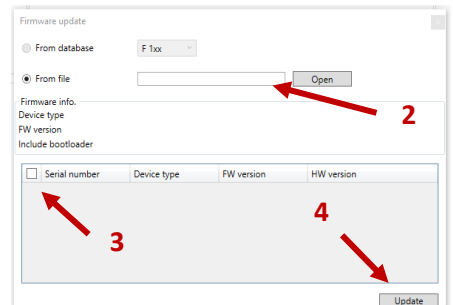 Firmware update
From database F 1xx
From file Open
2
Firmware info.
Device type
FW version
Include bootloader
Serial number Device type FW version HW version
4
3
Update